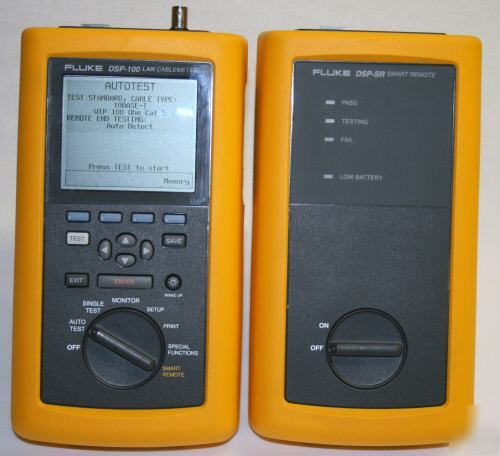 FLUKE DSP-100 LAN CABLEMETER
AUTOTEST
TEST STANDARD, CABLE TYPE:
10BASE-T
UTP 100 Ohm Cat 5
REMOTE END TESTING:
Auto Detect
Press TEST to start
Memory
TEST
SAVE
EXIT
ENTER
WAKE UP
MONITOR
SINGLE TEST
SETUP
AUTO TEST
PRINT
OFF
SPECIAL FUNCTIONS
SMART REMOTE
FLUKE DSP-SR SMART REMOTE
PASS
TESTING
FAIL
LOW BATTERY
ON
OFF